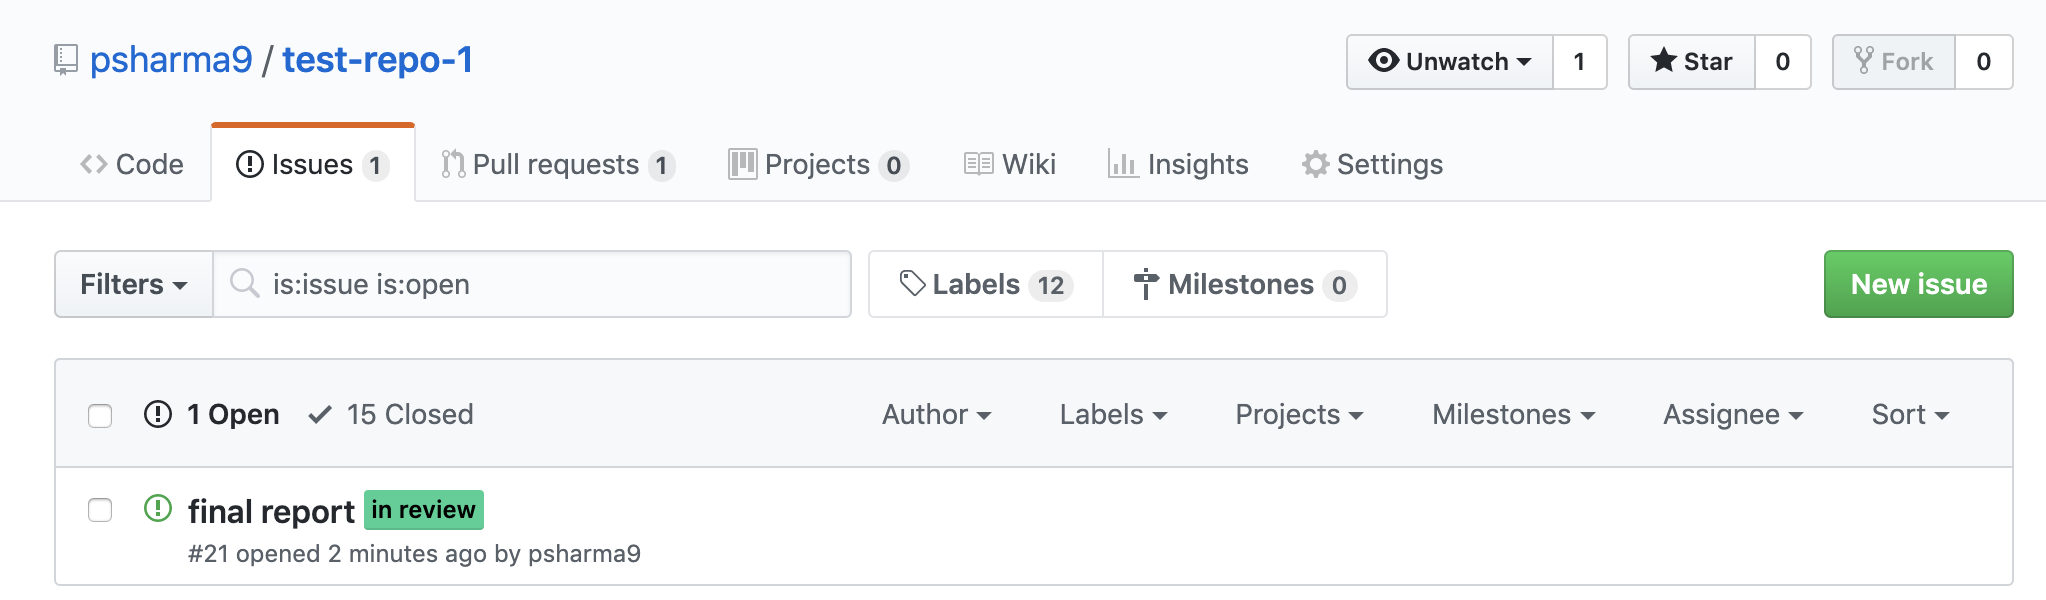 psharma9 / test-repo-1
Unwatch 1 Star 0 Fork 0
Code Issues 1 Pull requests 1 Projects 0 Wiki Insights Settings
Filters is:issue is:open Labels 12 Milestones 0 New issue
1 Open 15 Closed Author Labels Projects Milestones Assignee Sort
final report in review
#21 opened 2 minutes ago by psharma9